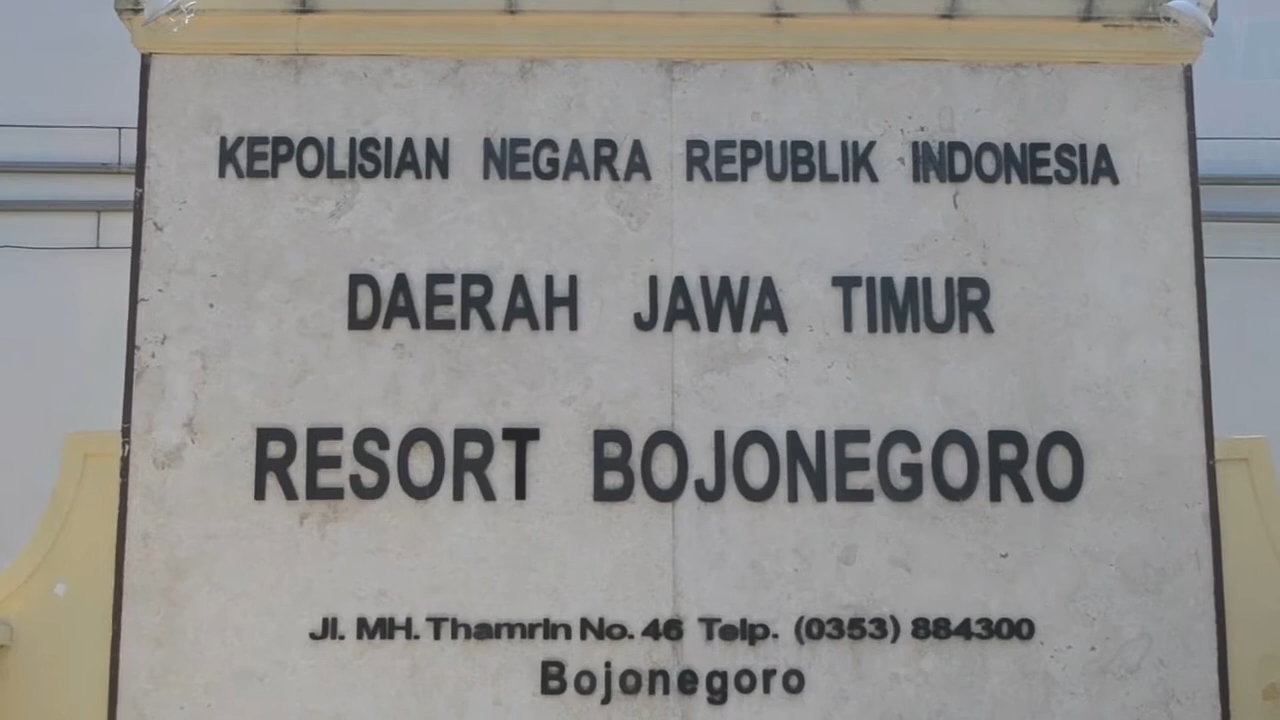 KEPOLISIAN NEGARA REPUBLIK INDONESIA
DAERAH JAWA TIMUR
RESORT BOJONEGORO
Jl. MH. Thamrin No. 46 Telp. (0353) 884300
Bojonegoro